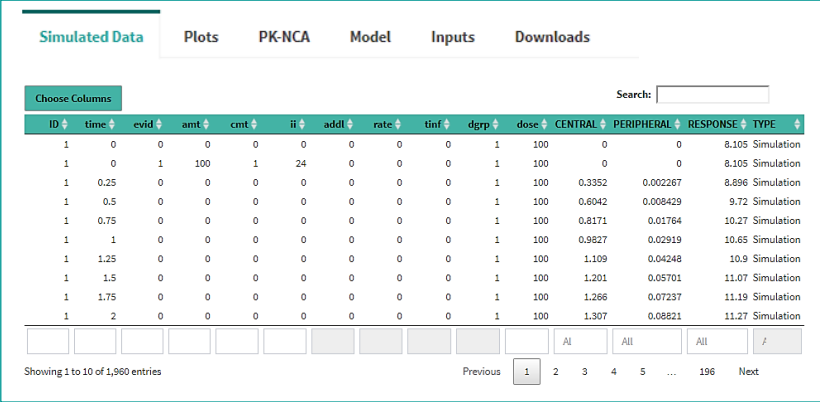 Simulated Data Plots PK-NCA Model Inputs Downloads
Choose Columns Search:
ID time evid amt cmt ii addl rate tinf dgrp dose CENTRAL PERIPHERAL RESPONSE TYPE
1 0 0 0 0 0 0 0 0 1 100 0 0 8.105 Simulation
1 0 1 100 1 24 0 0 0 1 100 0 0 8.105 Simulation
1 0.25 0 0 0 0 0 0 0 1 100 0.3352 0.002267 8.896 Simulation
1 0.5 0 0 0 0 0 0 0 1 100 0.6042 0.008429 9.72 Simulation
1 0.75 0 0 0 0 0 0 0 1 100 0.8171 0.01764 10.27 Simulation
1 1 0 0 0 0 0 0 0 1 100 0.9827 0.02919 10.65 Simulation
1 1.25 0 0 0 0 0 0 0 1 100 1.109 0.04248 10.9 Simulation
1 1.5 0 0 0 0 0 0 0 1 100 1.201 0.05701 11.07 Simulation
1 1.75 0 0 0 0 0 0 0 1 100 1.266 0.07237 11.19 Simulation
1 2 0 0 0 0 0 0 0 1 100 1.307 0.08821 11.27 Simulation
Al All All
Showing 1 to 10 of 1,960 entries Previous 1 2 3 4 5 ... 196 Next